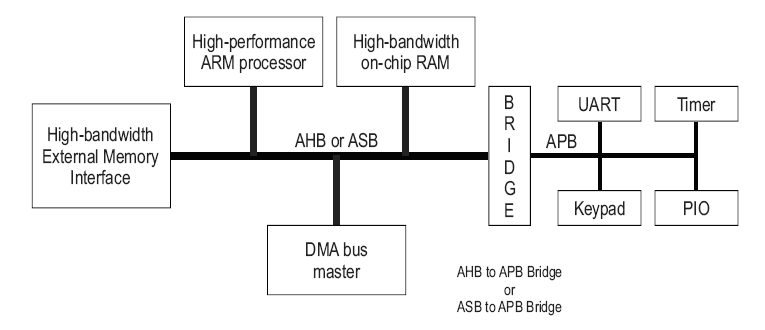 High-performance
ARM processor
High-bandwidth
on-chip RAM
High-bandwidth
External Memory
Interface
AHB or ASB
B
R
I
D
G
E
APB
UART
Timer
Keypad
PIO
DMA bus
master
AHB to APB Bridge
or
ASB to APB Bridge